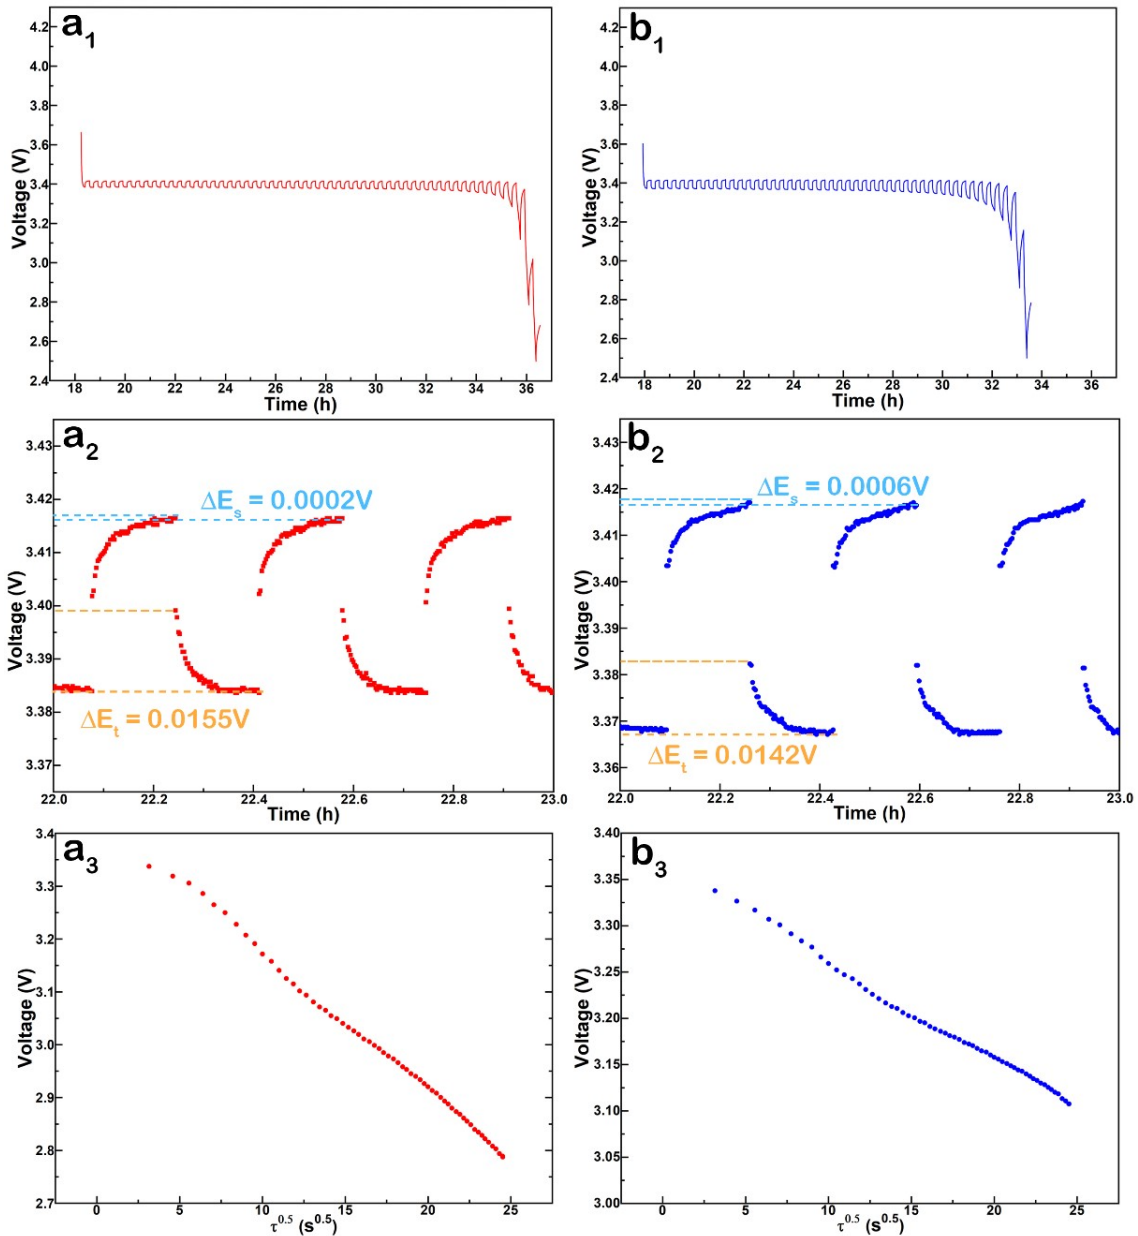 a1
4.2
4.0
3.8
3.6
3.4
3.2
3.0
2.8
2.6
2.4
Voltage (V)
18 20 22 24 26 28 30 32 34 36
Time (h)
b1
4.2
4.0
3.8
3.6
3.4
3.2
3.0
2.8
2.6
2.4
Voltage (V)
18 20 22 24 26 28 30 32 34 36
Time (h)
a2
3.43
3.42
3.41
3.40
3.39
3.38
3.37
Voltage (V)
ΔEs = 0.0002V
ΔEt = 0.0155V
22.0 22.2 22.4 22.6 22.8 23.0
Time (h)
b2
3.43
3.42
3.41
3.40
3.39
3.38
3.37
3.36
Voltage (V)
ΔEs = 0.0006V
ΔEt = 0.0142V
22.0 22.2 22.4 22.6 22.8 23.0
Time (h)
a3
3.4
3.3
3.2
3.1
3.0
2.9
2.8
2.7
Voltage (V)
0 5 10 15 20 25
τ^0.5 (s^0.5)
b3
3.40
3.35
3.30
3.25
3.20
3.15
3.10
3.05
3.00
Voltage (V)
0 5 10 15 20 25
τ^0.5 (s^0.5)